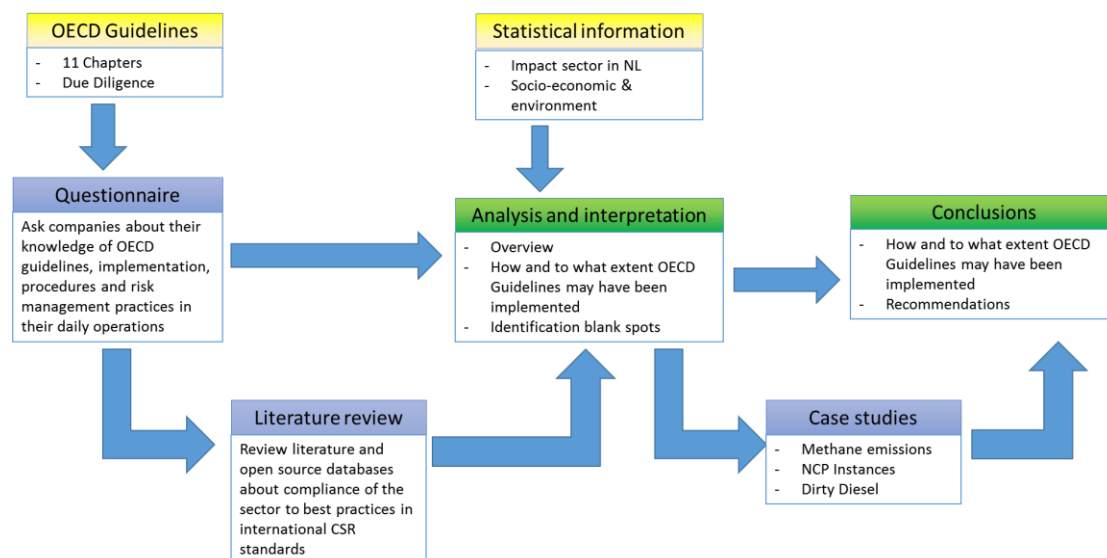 OECD Guidelines
- 11 Chapters
- Due Diligence
Statistical information
- Impact sector in NL
- Socio-economic &
environment
Questionnaire
Ask companies about their
knowledge of OECD
guidelines, implementation,
procedures and risk
management practices in
their daily operations
Analysis and interpretation
- Overview
- How and to what extent OECD
Guidelines may have been
implemented
- Identification blank spots
Conclusions
- How and to what extent OECD
Guidelines may have been
implemented
- Recommendations
Literature review
Review literature and
open source databases
about compliance of the
sector to best practices in
international CSR
standards
Case studies
- Methane emissions
- NCP Instances
- Dirty Diesel